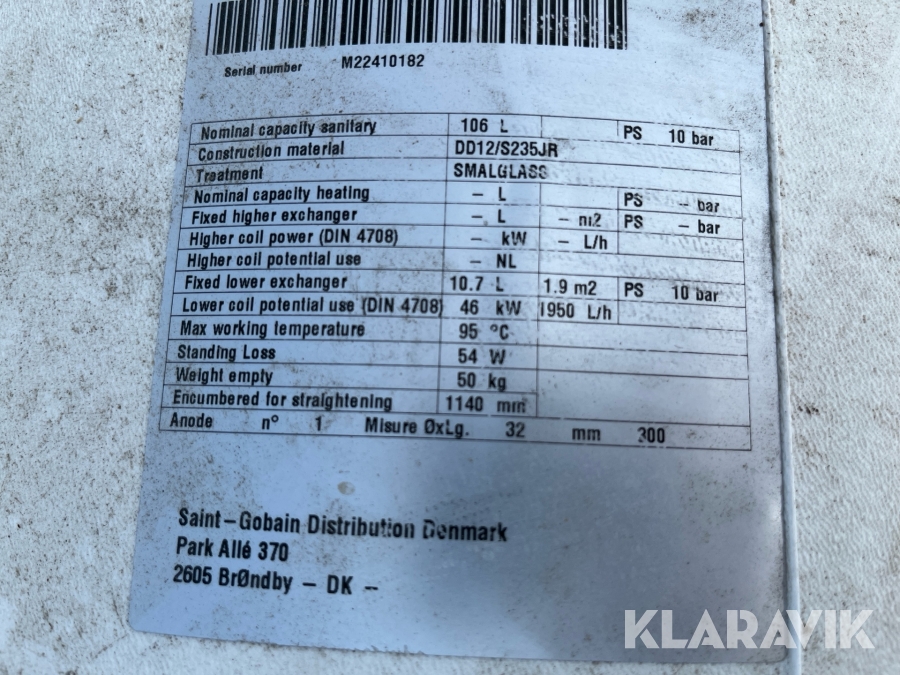 Serial number M22410182
Nominal capacity sanitary 106 L PS 10 bar
Construction material DD12/S235JR
Treatment SMALGLASS
Nominal capacity heating – L PS – bar
Fixed higher exchanger – L – m2 PS – bar
Higher coil power (DIN 4708) – kW – L/h
Higher coil potential use – NL
Fixed lower exchanger 10.7 L 1.9 m2 PS 10 bar
Lower coil potential use (DIN 4708) 46 kW 1950 L/h
Max working temperature 95 °C
Standing Loss 54 W
Weight empty 50 kg
Encumbered for straightening 1140 mm
Anode n° 1 Misure ØxLg. 32 mm 300
Saint–Gobain Distribution Denmark
Park Allé 370
2605 BrØndby – DK –
KLARAVIK